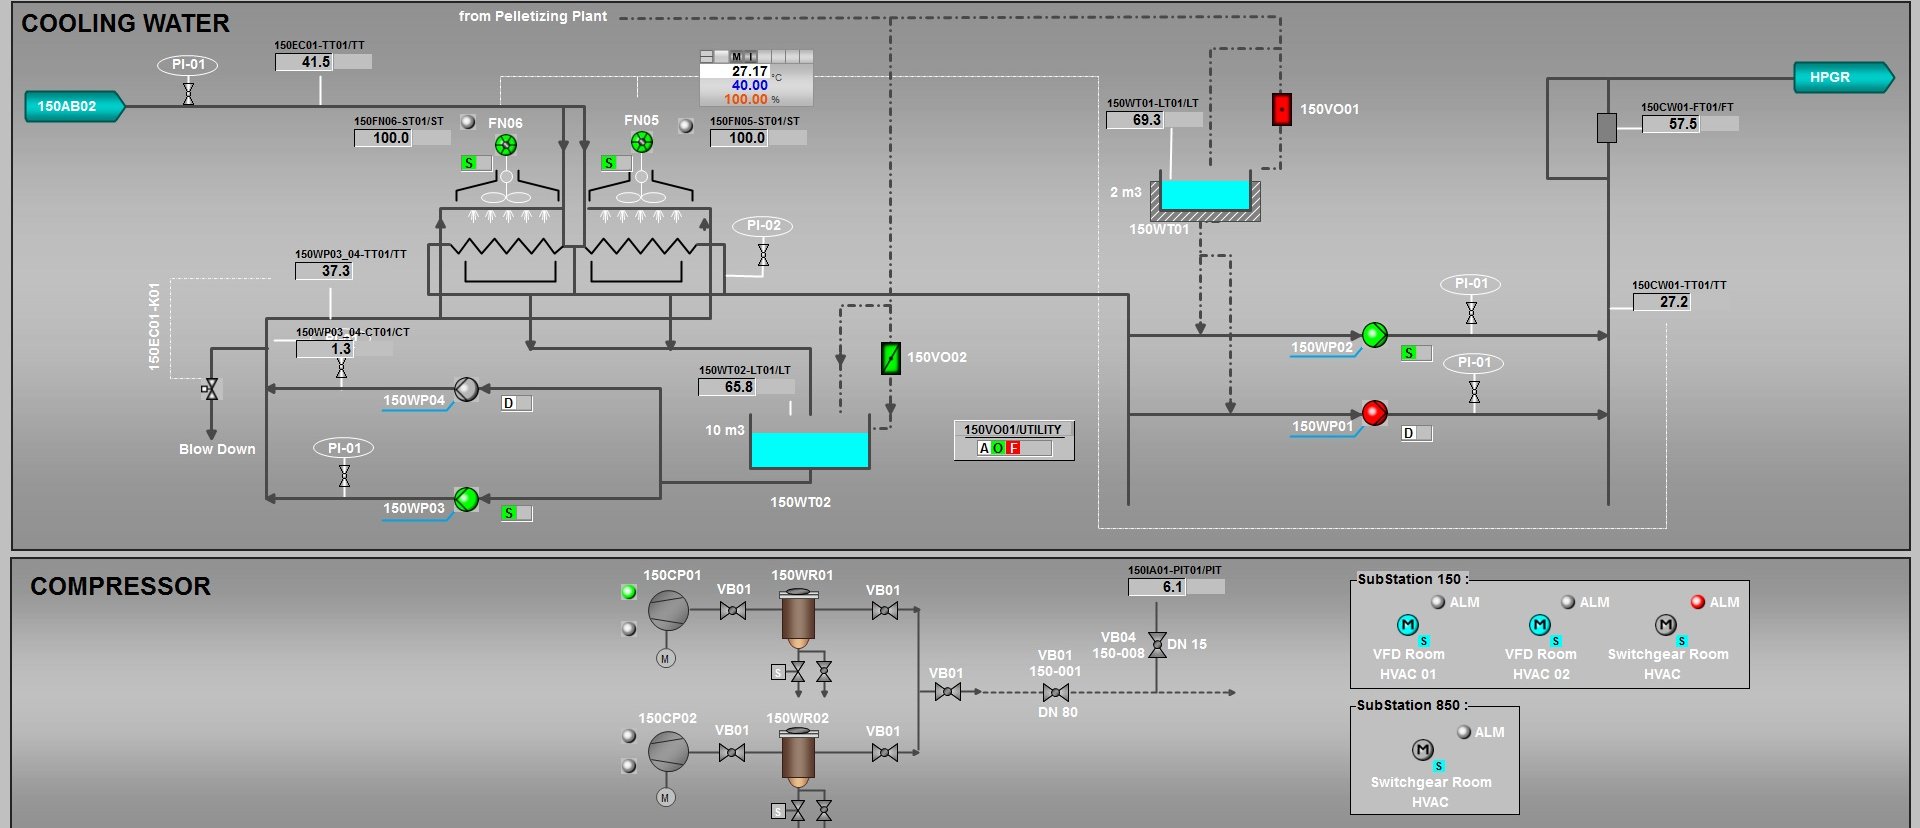 COOLING WATER
from Pelletizing Plant
150EC01-TT01/TT
41.5
PI-01
150AB02
M I
27.17 °C
40.00
100.00 %
HPGR
150FN06-ST01/ST
100.0
FN06
S
FN05
S
150FN05-ST01/ST
100.0
150WT01-LT01/LT
69.3
150VO01
150CW01-FT01/FT
57.5
2 m3
150WT01
PI-02
150WP03_04-TT01/TT
37.3
150EC01-K01
150WP03_04-CT01/CT
1.3
PI-01
150CW01-TT01/TT
27.2
150VO02
150WP02
S
150WT02-LT01/LT
65.8
PI-01
150WP04
D
10 m3
150VO01/UTILITY
A O F
150WP01
D
Blow Down
PI-01
150WP03
S
150WT02
COMPRESSOR
150CP01
VB01
150WR01
VB01
M
S
150IA01-PIT01/PIT
6.1
VB04
150-008
DN 15
VB01
VB01
150-001
DN 80
150CP02
VB01
150WR02
VB01
M
S
SubStation 150 :
ALM
ALM
ALM
M
S
M
S
M
S
VFD Room
HVAC 01
VFD Room
HVAC 02
Switchgear Room
HVAC
SubStation 850 :
ALM
M
S
Switchgear Room
HVAC